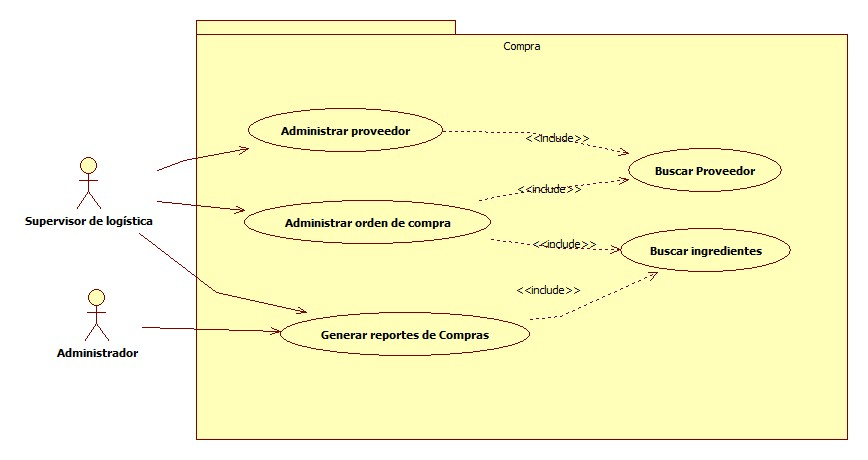 Compra
Administrar proveedor
<<include>>
Buscar Proveedor
<<include>>
Supervisor de logística
Administrar orden de compra
<<include>>
Buscar ingredientes
<<include>>
Generar reportes de Compras
Administrador